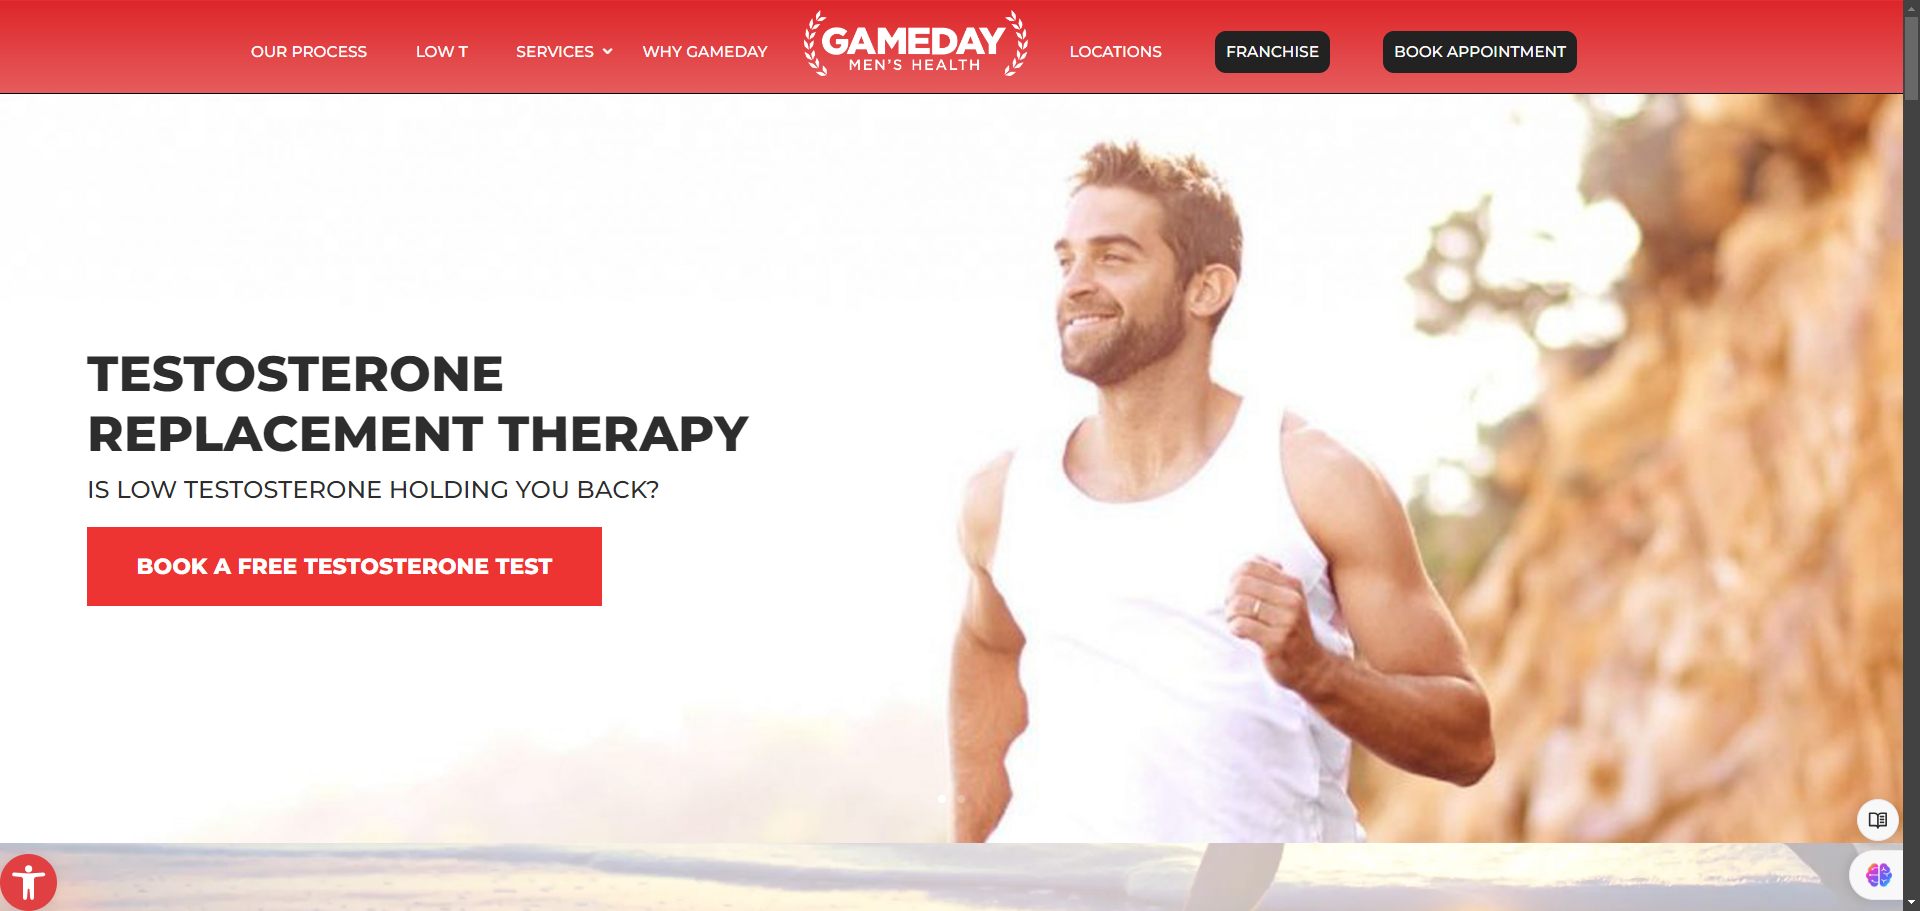 OUR PROCESS
LOW T
SERVICES
WHY GAMEDAY
GAMEDAY
MEN'S HEALTH
LOCATIONS
FRANCHISE
BOOK APPOINTMENT
TESTOSTERONE
REPLACEMENT THERAPY
IS LOW TESTOSTERONE HOLDING YOU BACK?
BOOK A FREE TESTOSTERONE TEST